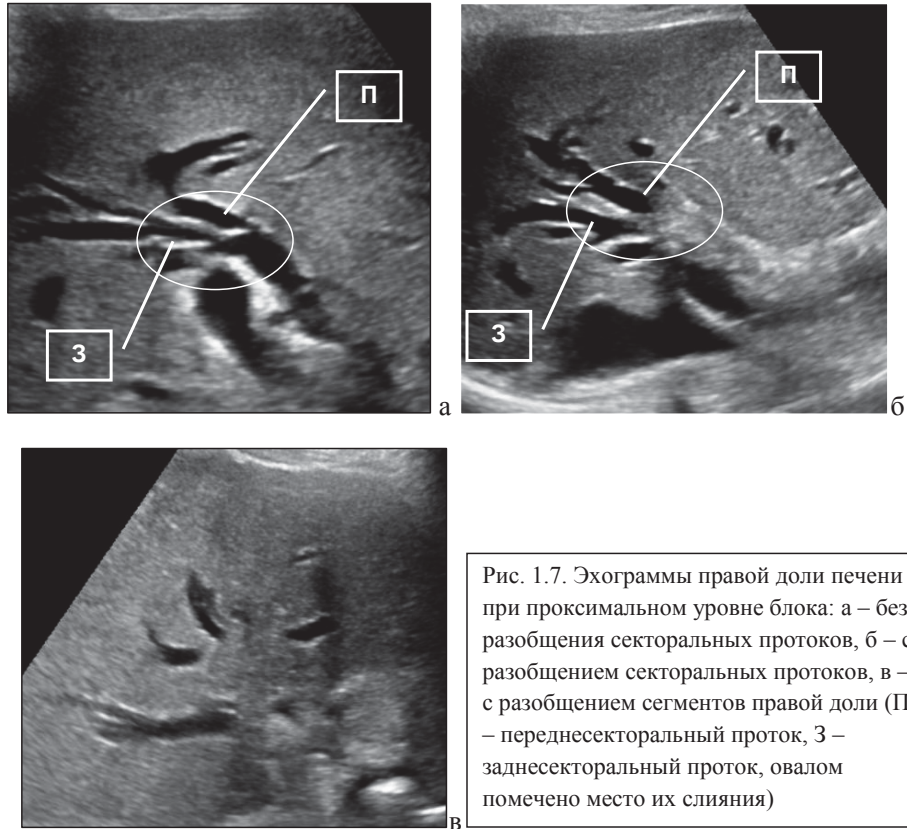 П
З
а
П
З
б
в
Рис. 1.7. Эхограммы правой доли печени
при проксимальном уровне блока: а – без
разобщения секторальных протоков, б – с
разобщением секторальных протоков, в –
с разобщением сегментов правой доли (П
– переднесекторальный проток, З –
заднесекторальный проток, овалом
помечено место их слияния)